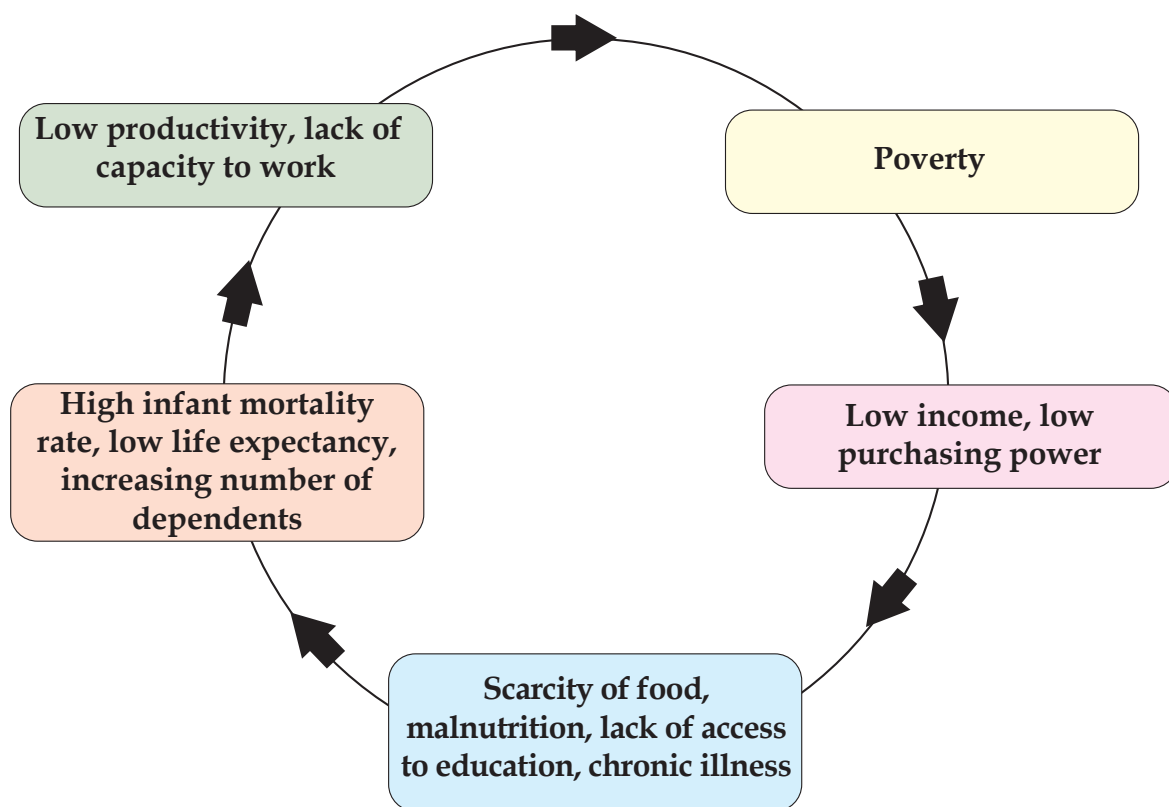 Low productivity, lack of
capacity to work
Poverty
High infant mortality
rate, low life expectancy,
increasing number of
dependents
Low income, low
purchasing power
Scarcity of food,
malnutrition, lack of access
to education, chronic illness